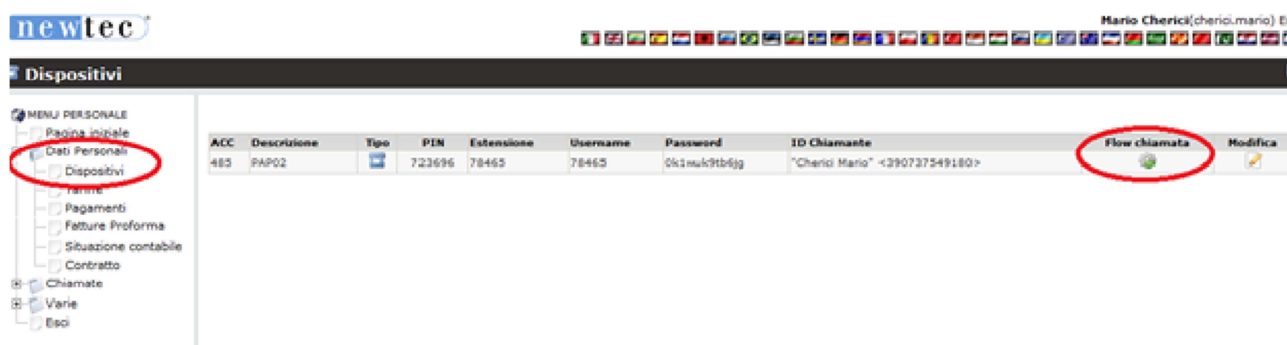 newtec
Mario Cherici(cherici.mario)
Dispositivi
MENU PERSONALE
Pagina iniziale
Dati Personali
Dispositivi
Tariffe
Pagamenti
Fatture Proforma
Situazione contabile
Contratto
Chiamate
Varie
Esci
ACC Descrizione Tipo PIN Estensione Username Password ID Chiamante Flow chiamata Modifica
485 PAP02 723696 78465 78465 "Cherici Mario" <390737549180>